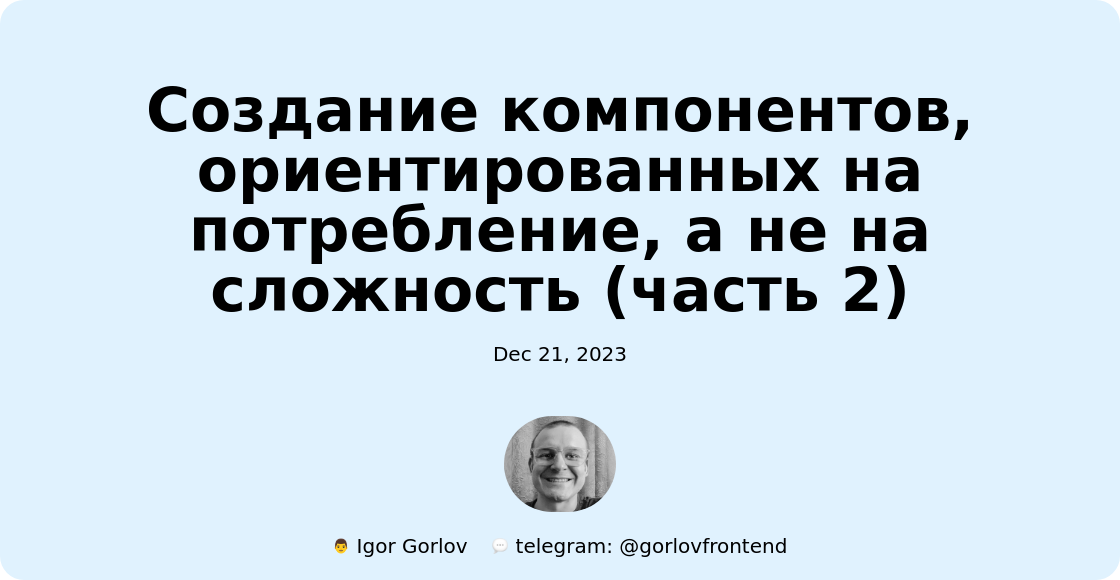 Создание компонентов,
ориентированных на
потребление, а не на
сложность (часть 2)
Dec 21, 2023
👨 Igor Gorlov 💬 telegram: @gorlovfrontend